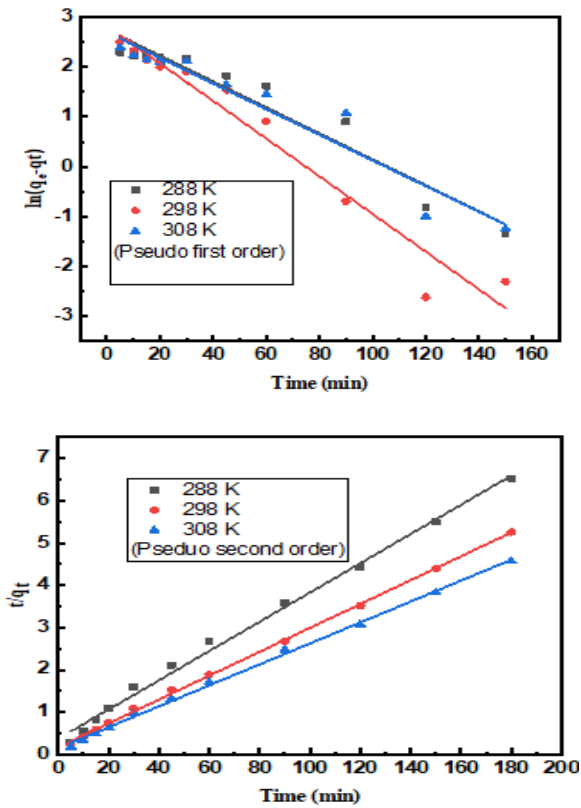 3
2
1
0
-1
-2
-3
ln(qe-qt)
288 K
298 K
308 K
(Pseudo first order)
0 20 40 60 80 100 120 140 160
Time (min)
7
6
5
4
3
2
1
0
t/qt
288 K
298 K
308 K
(Pseduo second order)
0 20 40 60 80 100 120 140 160 180 200
Time (min)